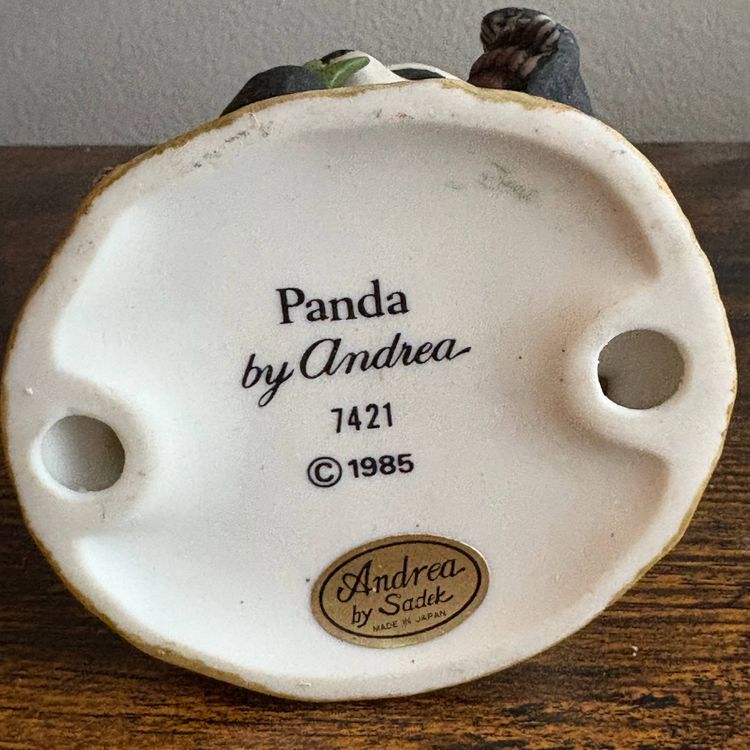 Panda
by Andrea
7421
© 1985
Andrea
by Sadek
MADE IN JAPAN